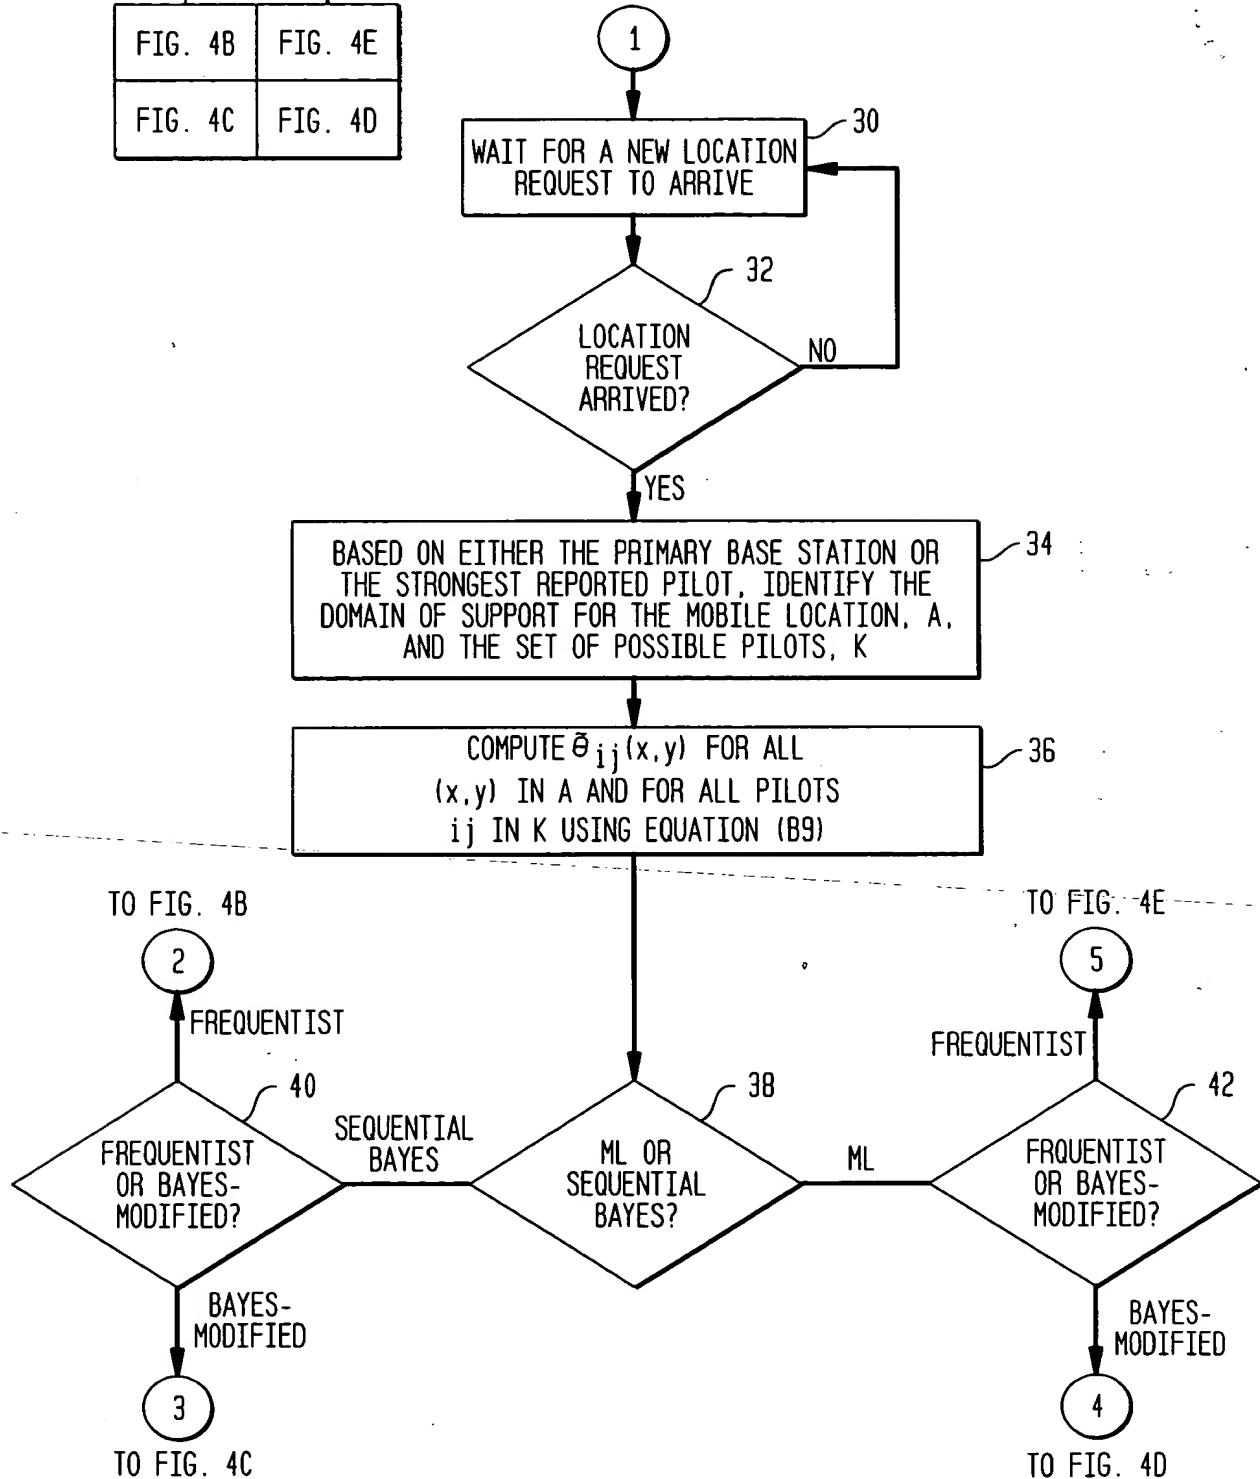 FIG. 4B FIG. 4E
FIG. 4C FIG. 4D
1
30
WAIT FOR A NEW LOCATION
REQUEST TO ARRIVE
32
LOCATION
REQUEST
ARRIVED?
NO
YES
34
BASED ON EITHER THE PRIMARY BASE STATION OR
THE STRONGEST REPORTED PILOT, IDENTIFY THE
DOMAIN OF SUPPORT FOR THE MOBILE LOCATION, A,
AND THE SET OF POSSIBLE PILOTS, K
36
COMPUTE θ̃ij(x,y) FOR ALL
(x,y) IN A AND FOR ALL PILOTS
ij IN K USING EQUATION (B9)
TO FIG. 4B
2
FREQUENTIST
40
FREQUENTIST
OR BAYES-
MODIFIED?
BAYES-
MODIFIED
3
TO FIG. 4C
SEQUENTIAL
BAYES
38
ML OR
SEQUENTIAL
BAYES?
ML
TO FIG. 4E
5
FREQUENTIST
42
FRQUENTIST
OR BAYES-
MODIFIED?
BAYES-
MODIFIED
4
TO FIG. 4D